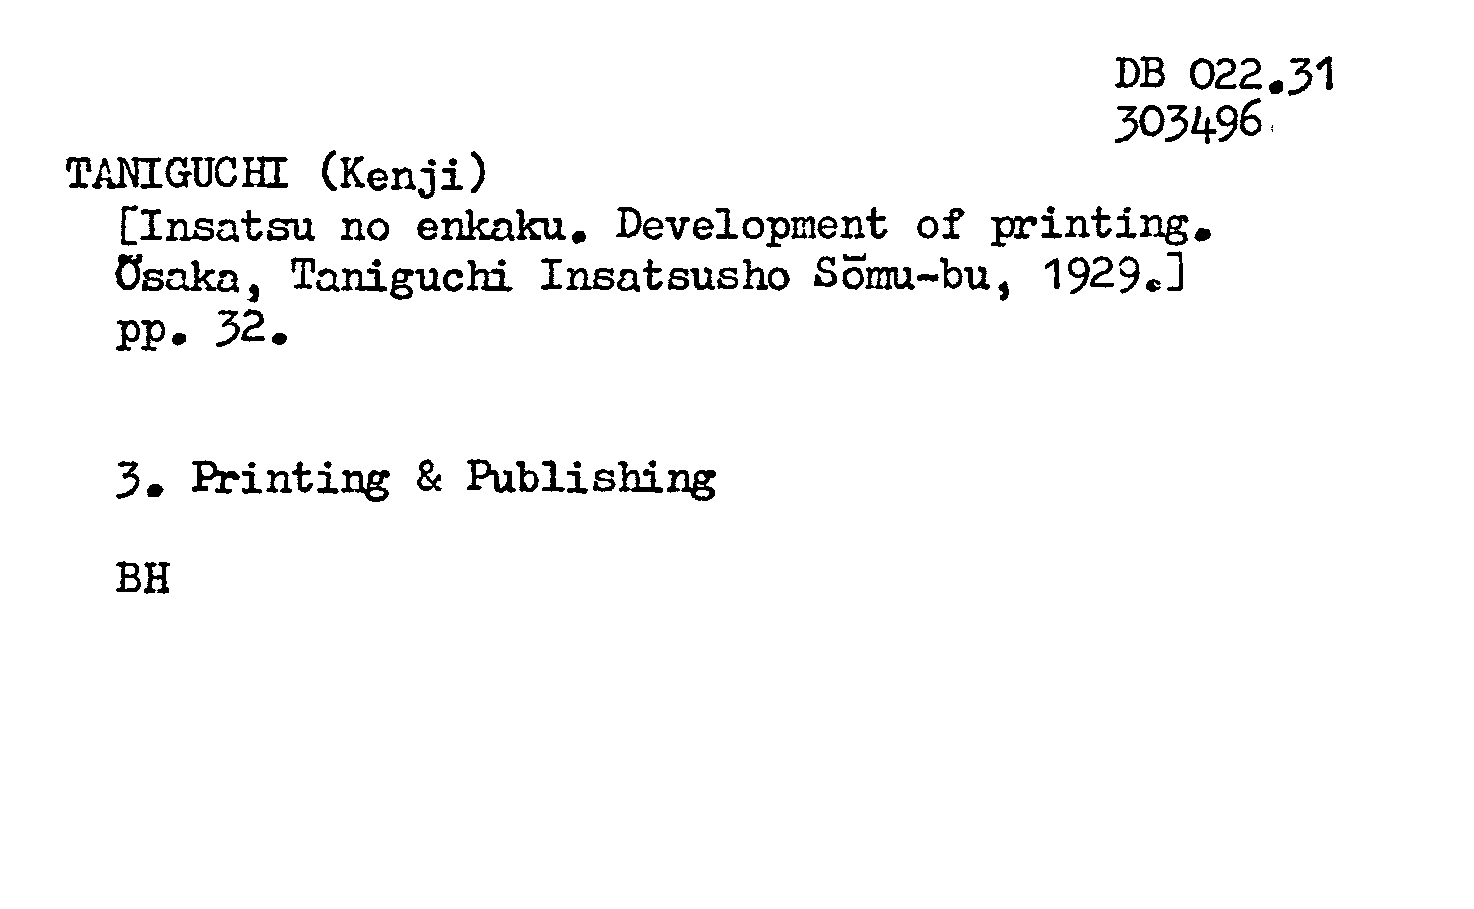 DB 022.31
303496
TANIGUCHI (Kenji)
[Insatsu no enkaku. Development of printing.
Ōsaka, Taniguchi Insatsusho Sōmu-bu, 1929.]
pp. 32.
3. Printing & Publishing
BH